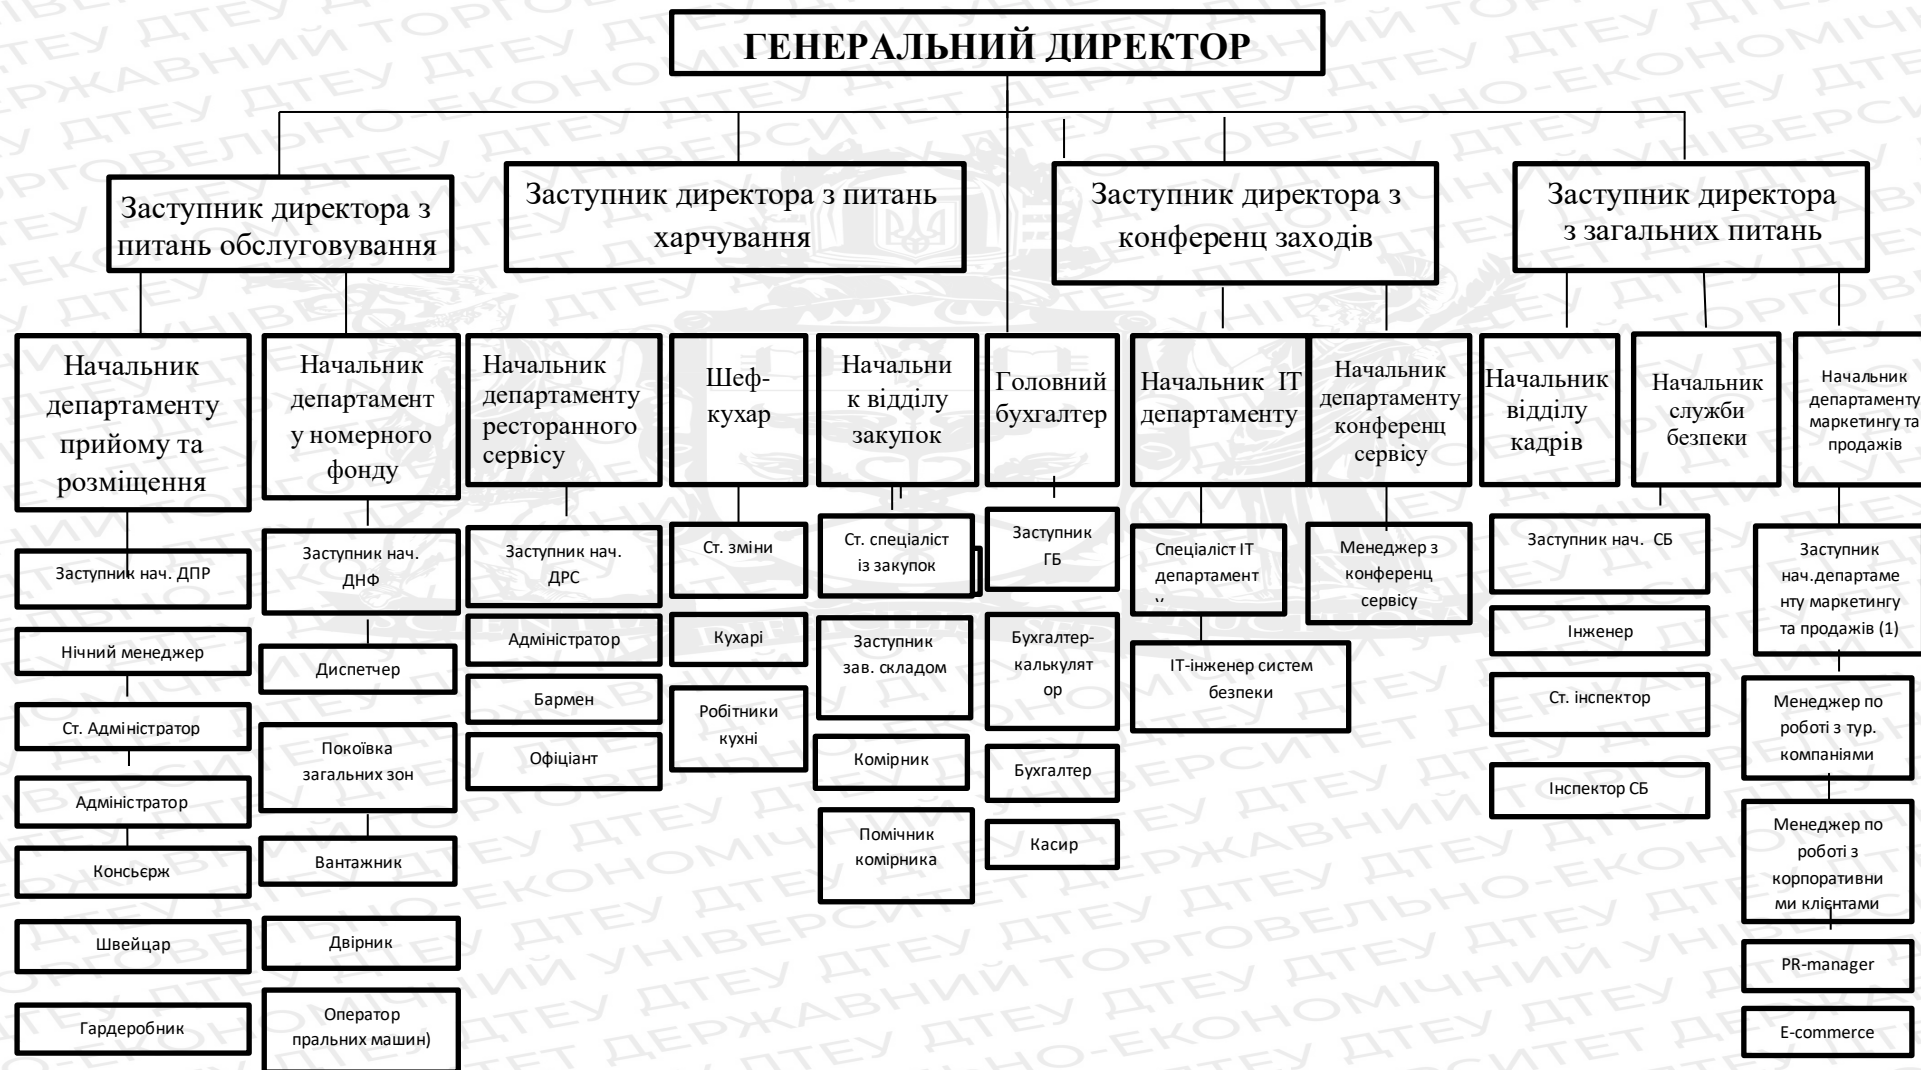 ГЕНЕРАЛЬНИЙ ДИРЕКТОР
Заступник директора з
питань обслуговування
Заступник директора з питань
харчування
Заступник директора з
конференц заходів
Заступник директора
з загальних питань
Начальник
департаменту
прийому та
розміщення
Начальник
департамент
у номерного
фонду
Начальник
департаменту
ресторанного
сервісу
Шеф-
кухар
Начальни
к відділу
закупок
Головний
бухгалтер
Начальник ІТ
департаменту
Начальник
департаменту
конференц
сервісу
Начальник
відділу
кадрів
Начальник
служби
безпеки
Начальник
департаменту
маркетингу та
продажів
Заступник нач. ДПР
Нічний менеджер
Ст. Адміністратор
Адміністратор
Консьєрж
Швейцар
Гардеробник
Заступник нач.
ДНФ
Диспетчер
Покоївка
загальних зон
Вантажник
Двірник
Оператор
пральних машин)
Заступник нач.
ДРС
Адміністратор
Бармен
Офіціант
Ст. зміни
Кухарі
Робітники
кухні
Ст. спеціаліст
із закупок
Заступник
зав. складом
Комірник
Помічник
комірника
Заступник
ГБ
Бухгалтер-
калькулят
ор
Бухгалтер
Касир
Спеціаліст ІТ
департамент
у
ІТ-інженер систем
безпеки
Менеджер з
конференц
сервісу
Заступник нач. СБ
Інженер
Ст. інспектор
Інспектор СБ
Заступник
нач.департаме
нту маркетингу
та продажів (1)
Менеджер по
роботі з тур.
компаніями
Менеджер по
роботі з
корпоративни
ми клієнтами
PR-manager
E-commerce